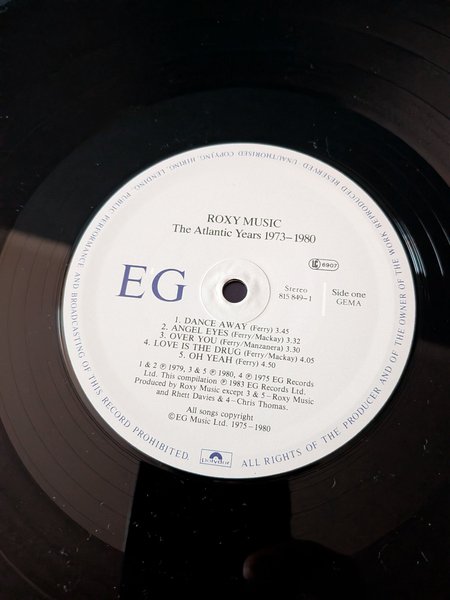 ROXY MUSIC
The Atlantic Years 1973–1980
EG
Stereo
815 849–1
LC 6907
Side one
GEMA
1. DANCE AWAY (Ferry) 3.45
2. ANGEL EYES (Ferry/Mackay) 3.32
3. OVER YOU (Ferry/Manzanera) 3.30
4. LOVE IS THE DRUG (Ferry/Mackay) 4.05
5. OH YEAH (Ferry) 4.50
1 & 2 ℗ 1979, 3 & 5 ℗ 1980, 4 ℗ 1975 EG Records
Ltd. This compilation ℗ 1983 EG Records Ltd.
Produced by Roxy Music except 3 & 5 – Roxy Music
and Rhett Davies & 4 – Chris Thomas.
All songs copyright
©EG Music Ltd. 1975–1980
polydor
ALL RIGHTS OF THE PRODUCER AND OF THE OWNER OF THE WORK REPRODUCED RESERVED. UNAUTHORISED COPYING, HIRING, LENDING, PUBLIC PERFORMANCE AND BROADCASTING OF THIS RECORD PROHIBITED.